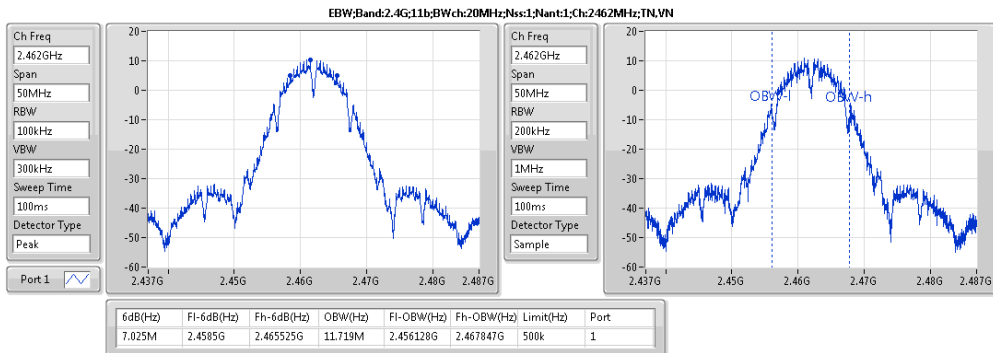 EBW;Band:2.4G;11b;BWch:20MHz;Nss:1;Nant:1;Ch:2462MHz;TN,VN
Ch Freq
2.462GHz
Span
50MHz
RBW
100kHz
VBW
300kHz
Sweep Time
100ms
Detector Type
Peak
Port 1
20
10
0
-10
-20
-30
-40
-50
-60
2.437G 2.45G 2.46G 2.47G 2.487G
Ch Freq
2.462GHz
Span
50MHz
RBW
200kHz
VBW
1MHz
Sweep Time
100ms
Detector Type
Sample
20
10
0
-10
-20
-30
-40
-50
-60
OBW-l OBW-h
2.437G 2.45G 2.46G 2.47G 2.487G
6dB(Hz) Fl-6dB(Hz) Fh-6dB(Hz) OBW(Hz) Fl-OBW(Hz) Fh-OBW(Hz) Limit(Hz) Port
7.025M 2.4585G 2.465525G 11.719M 2.456128G 2.467847G 500k 1